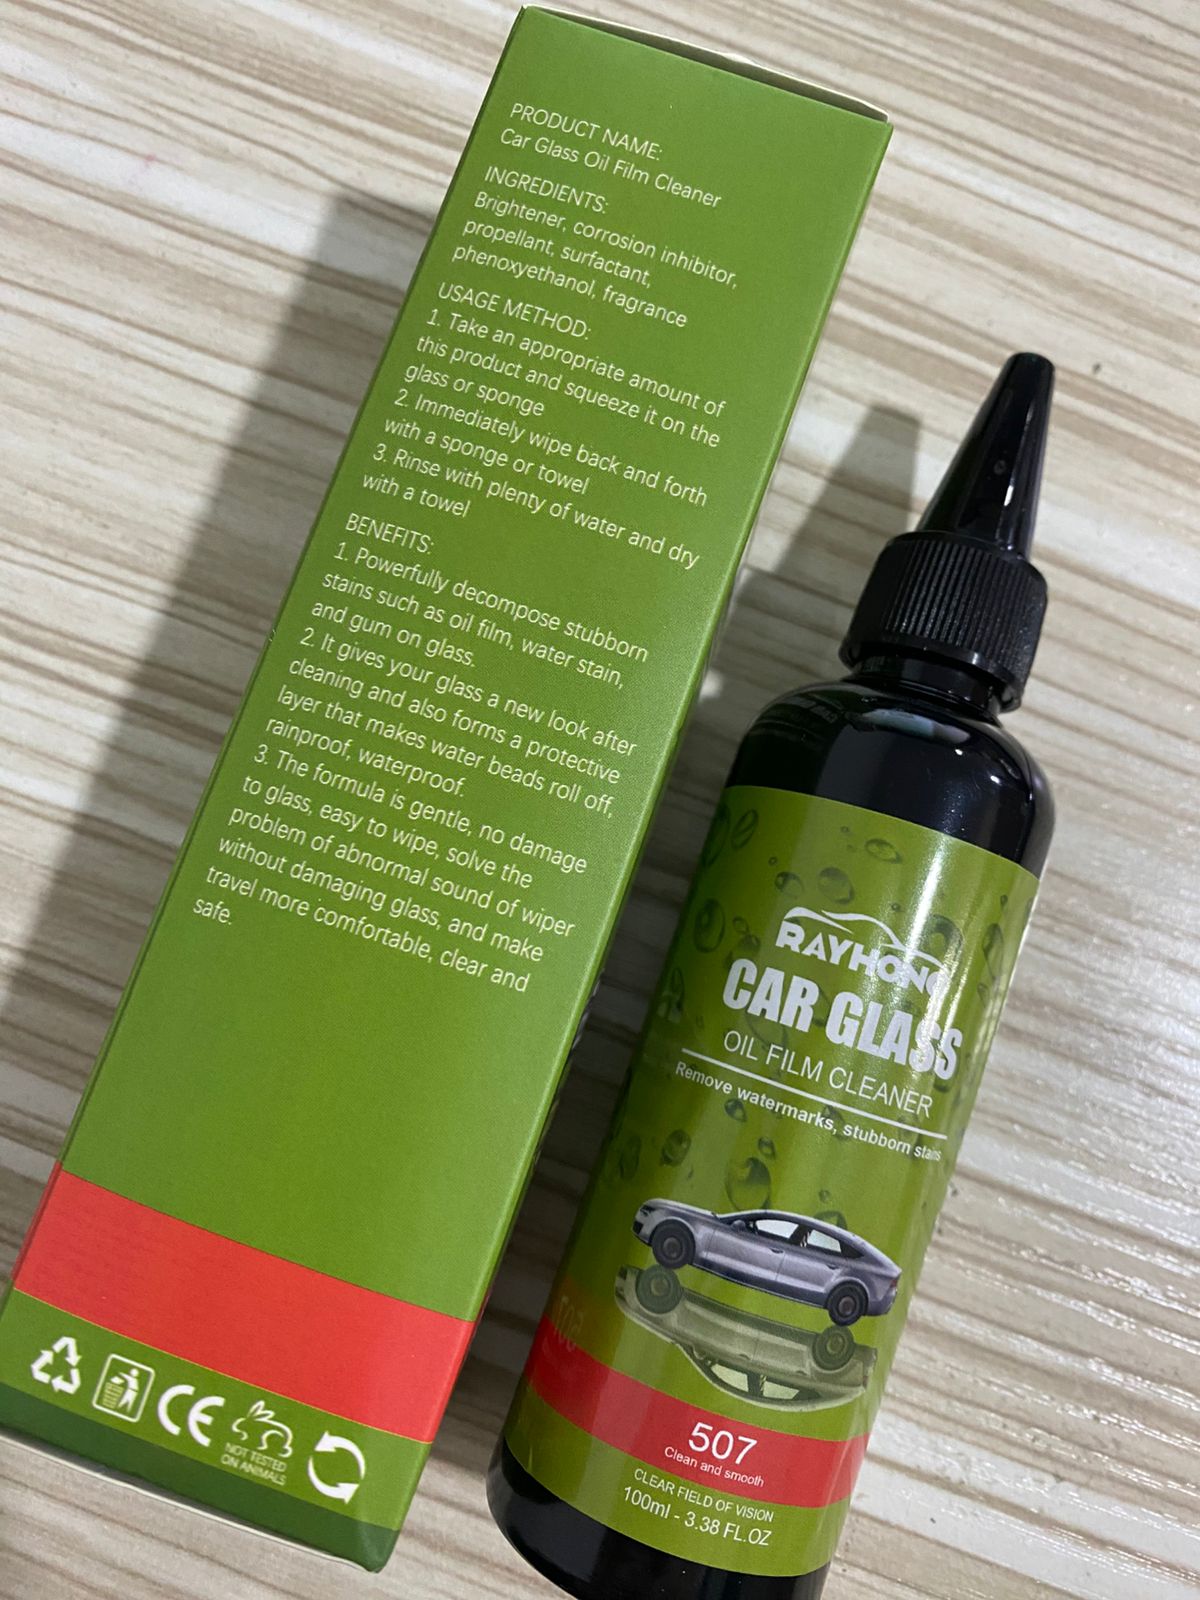 PRODUCT NAME:
Car Glass Oil Film Cleaner
INGREDIENTS:
Brightener, corrosion inhibitor,
propellant, surfactant,
phenoxyethanol, fragrance
USAGE METHOD:
1. Take an appropriate amount of
this product and squeeze it on the
glass or sponge
2. Immediately wipe back and forth
with a sponge or towel
3. Rinse with plenty of water and dry
with a towel
BENEFITS:
1. Powerfully decompose stubborn
stains such as oil film, water stain,
and gum on glass.
2. It gives your glass a new look after
cleaning and also forms a protective
layer that makes water beads roll off,
rainproof, waterproof.
3. The formula is gentle, no damage
to glass, easy to wipe, solve the
problem of abnormal sound of wiper
without damaging glass, and make
travel more comfortable, clear and
safe.
CE
NOT TESTED
ON ANIMALS
RAYHONG
CAR GLASS
OIL FILM CLEANER
Remove watermarks, stubborn stains
507
Clean and smooth
CLEAR FIELD OF VISION
100ml - 3.38 FL.OZ